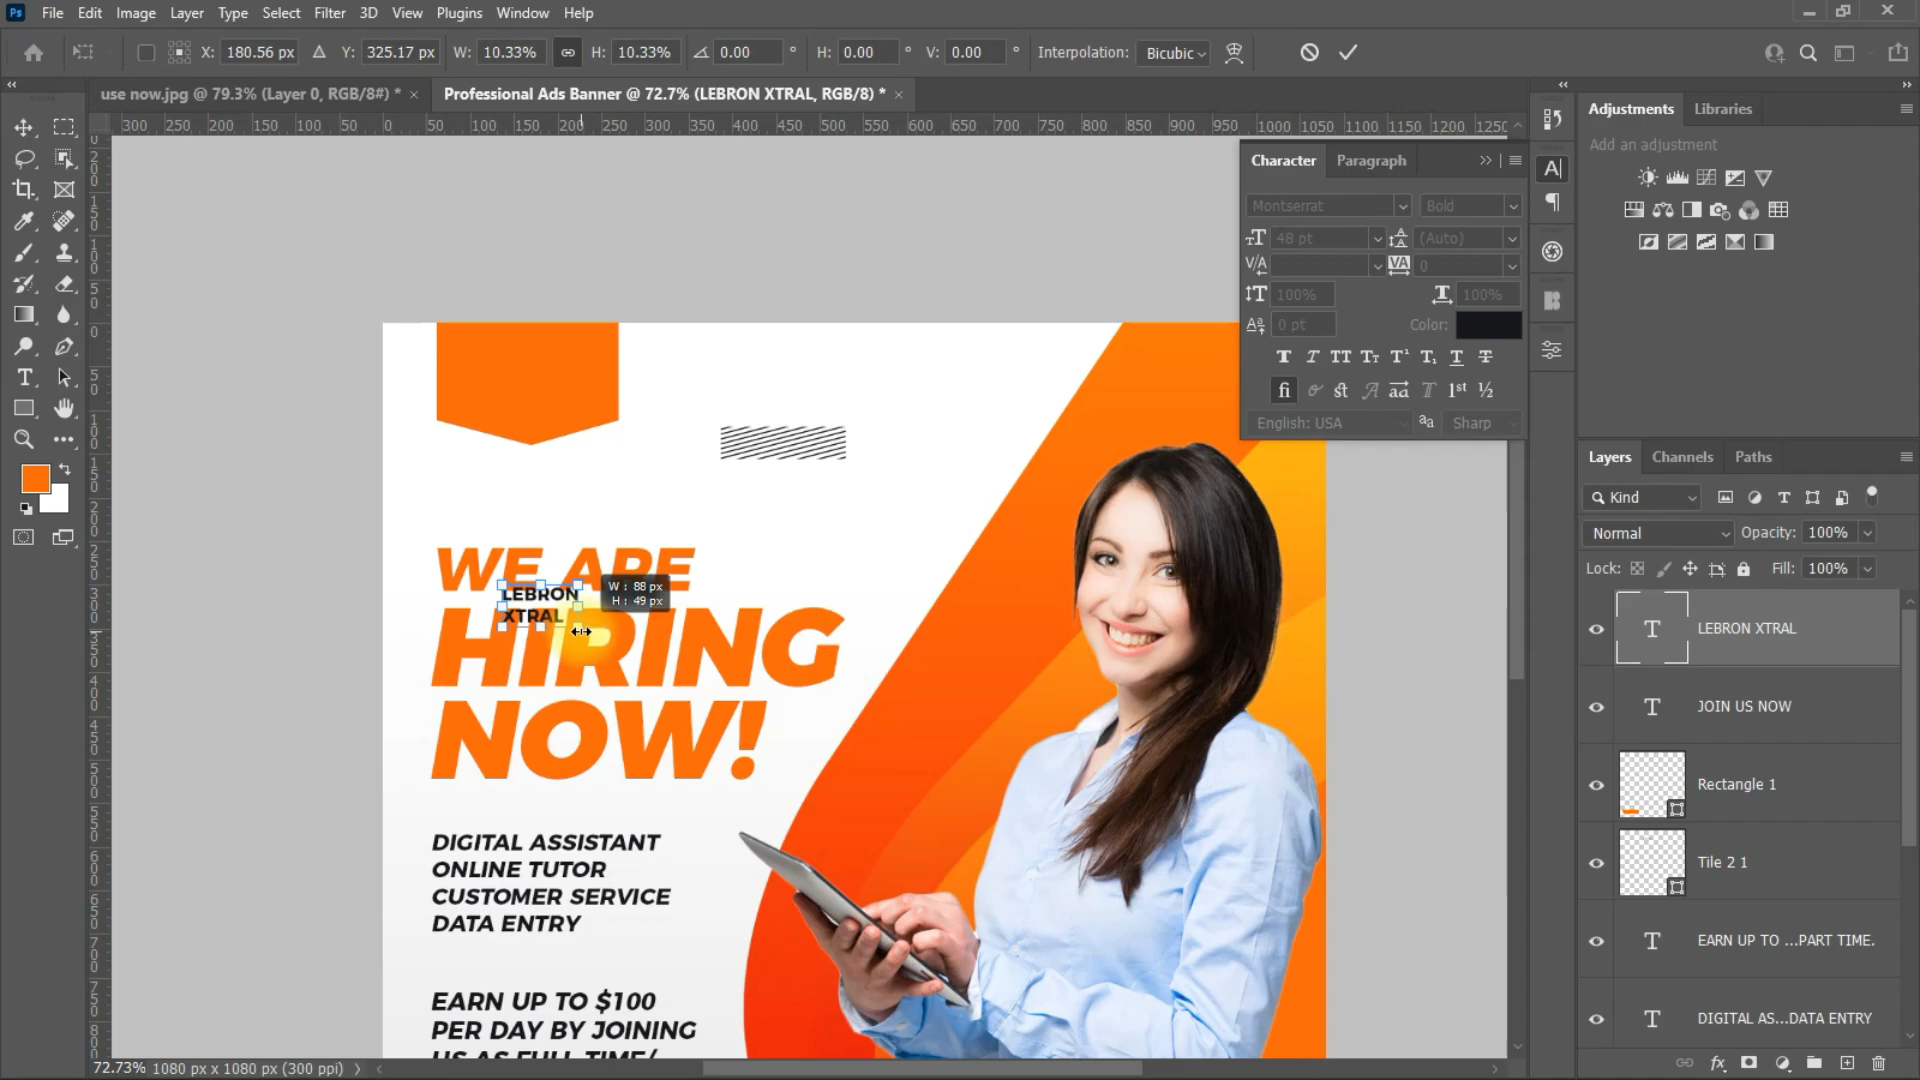 Ps File Edit Image Layer Type Select Filter 3D View Plugins Window Help
X: 180.56 px Y: 325.17 px W: 10.33% H: 10.33% 0.00 ° H: 0.00 ° V: 0.00 ° Interpolation: Bicubic
use now.jpg @ 79.3% (Layer 0, RGB/8#) * × Professional Ads Banner @ 72.7% (LEBRON XTRAL, RGB/8) * ×
300 250 200 150 100 50 0 50 100 150 200 250 300 350 400 450 500 550 600 650 700 750 800 850 900 950 1000 1050 1100 1150 1200 1250
Character Paragraph
Montserrat Bold
48 pt (Auto)
0
100% 100%
0 pt Color:
English: USA Sharp
Adjustments Libraries
Add an adjustment
WE ARE
LEBRON
XTRAL
W : 88 px
H : 49 px
HIRING
NOW!
DIGITAL ASSISTANT
ONLINE TUTOR
CUSTOMER SERVICE
DATA ENTRY
EARN UP TO $100
PER DAY BY JOINING
US AS FULL TIME/
Layers Channels Paths
Kind
Normal Opacity: 100%
Lock: Fill: 100%
LEBRON XTRAL
JOIN US NOW
Rectangle 1
Tile 2 1
EARN UP TO ...PART TIME.
DIGITAL AS...DATA ENTRY
72.73% 1080 px x 1080 px (300 ppi)